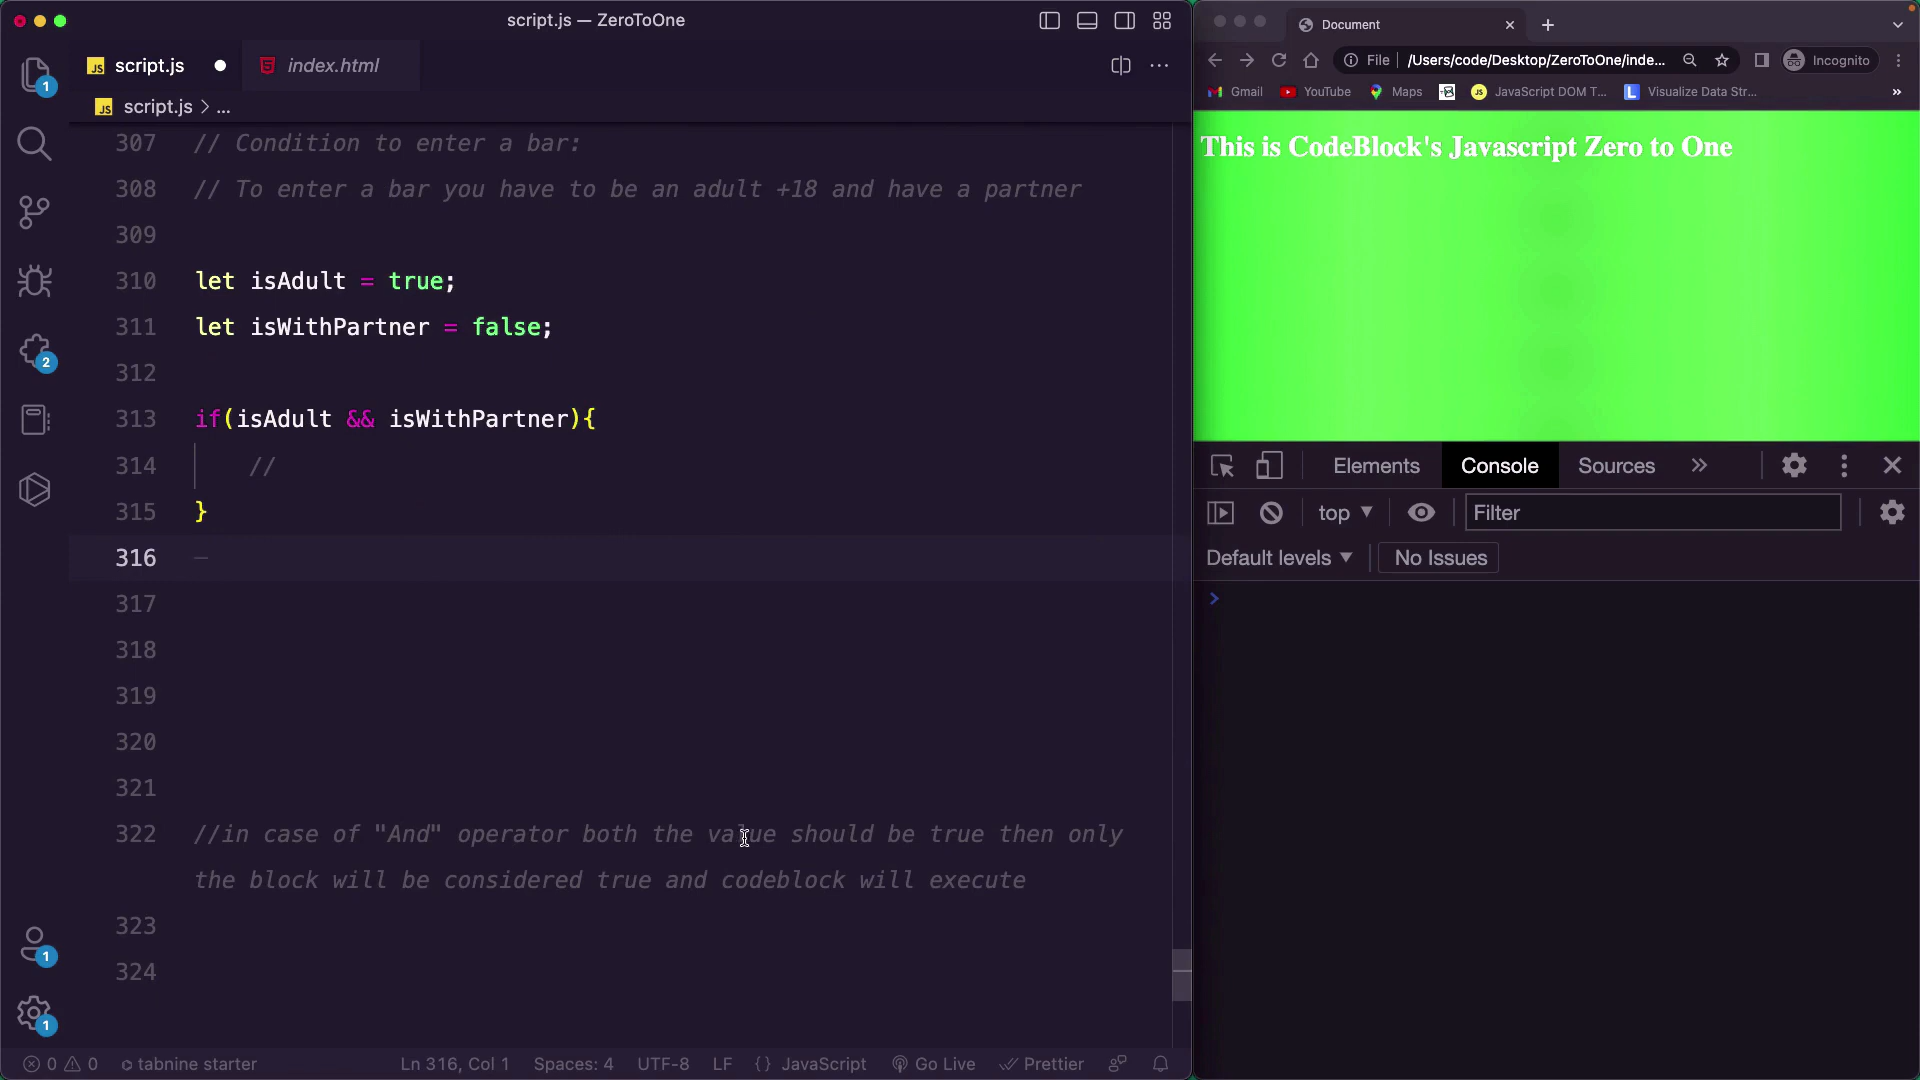 script.js — ZeroToOne
script.js
index.html
script.js > ...
307 // Condition to enter a bar:
308 // To enter a bar you have to be an adult +18 and have a partner
309
310 let isAdult = true;
311 let isWithPartner = false;
312
313 if(isAdult && isWithPartner){
314 //
315 }
316
317
318
319
320
321
322 //in case of "And" operator both the value should be true then only
the block will be considered true and codeblock will execute
323
324
1
2
1
1
0 0 tabnine starter Ln 316, Col 1 Spaces: 4 UTF-8 LF {} JavaScript Go Live Prettier
Document
File /Users/code/Desktop/ZeroToOne/inde... Incognito
Gmail YouTube Maps JavaScript DOM T... Visualize Data Str... »
This is CodeBlock's Javascript Zero to One
Elements Console Sources »
top Filter
Default levels No Issues
>